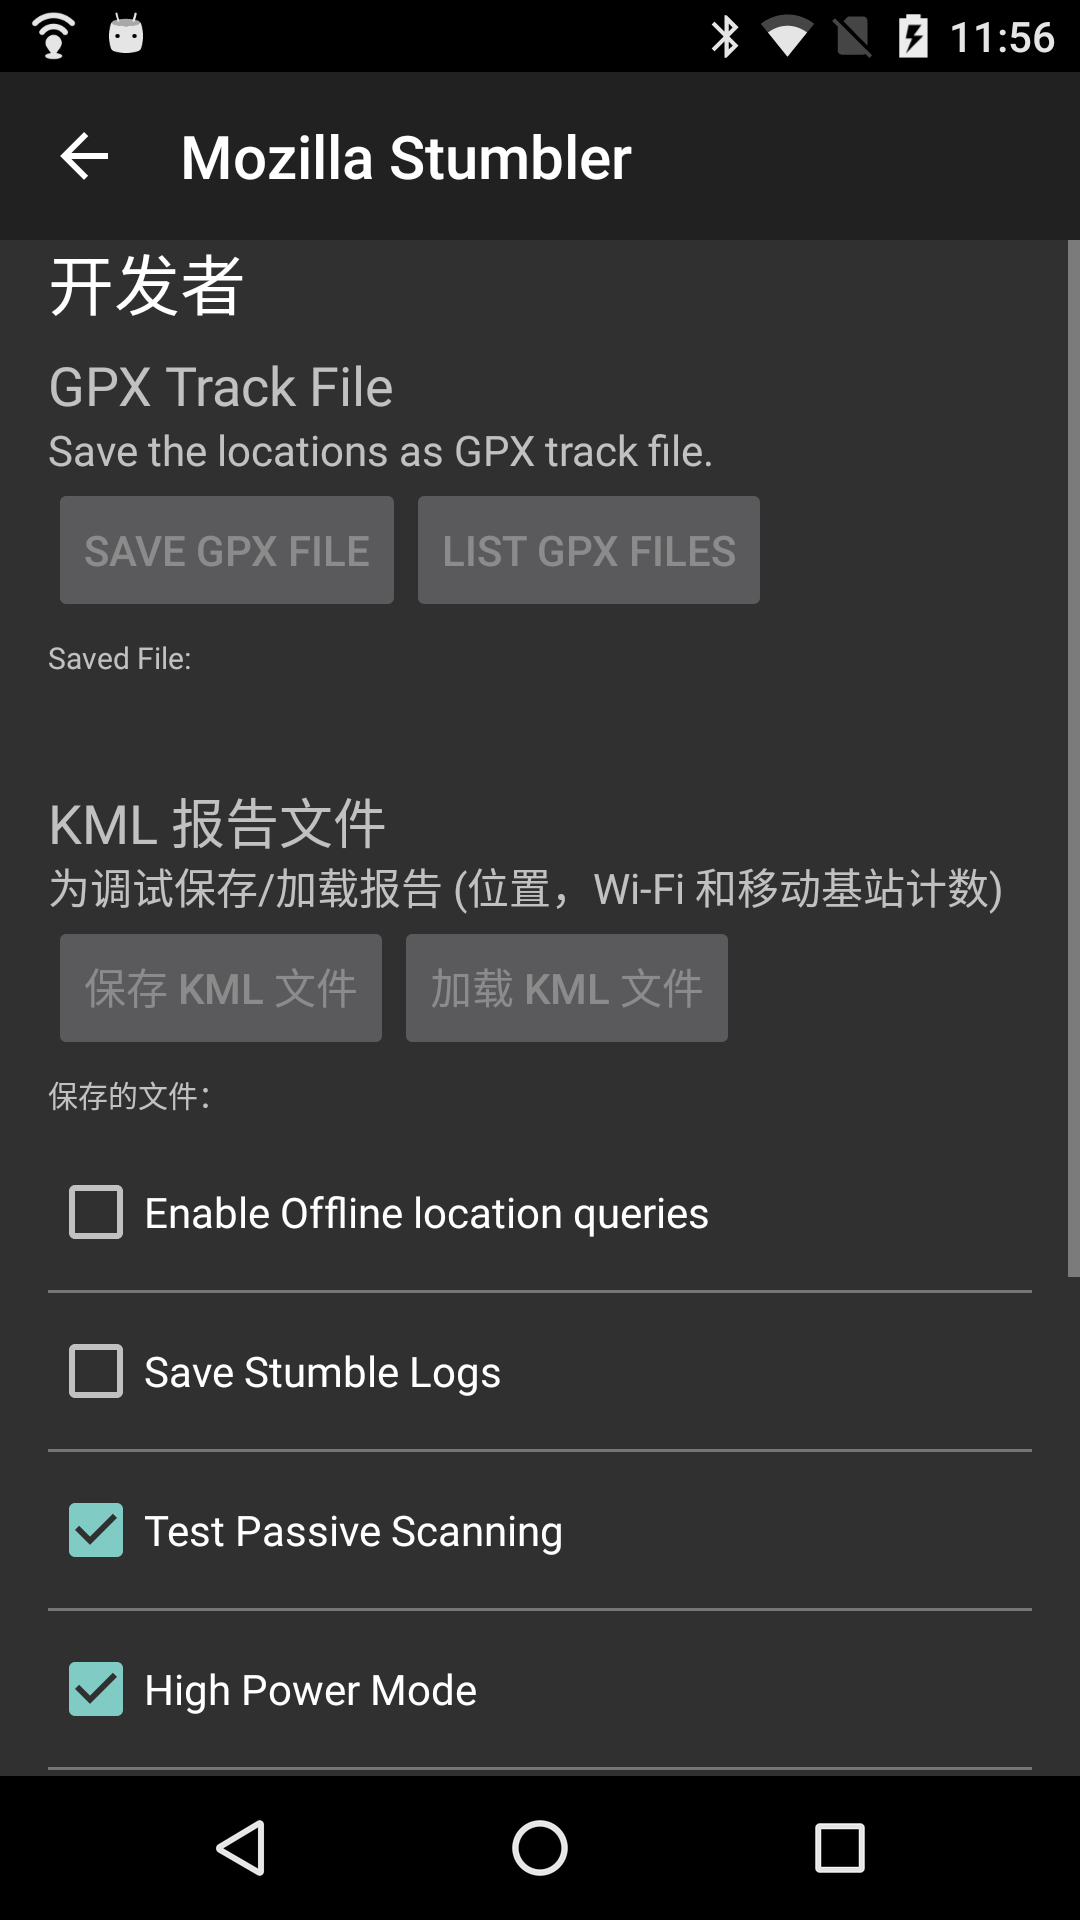 11:56
Mozilla Stumbler
开发者
GPX Track File
Save the locations as GPX track file.
SAVE GPX FILE
LIST GPX FILES
Saved File:
KML 报告文件
为调试保存/加载报告 (位置，Wi-Fi 和移动基站计数)
保存 KML 文件
加载 KML 文件
保存的文件：
Enable Offline location queries
Save Stumble Logs
Test Passive Scanning
High Power Mode